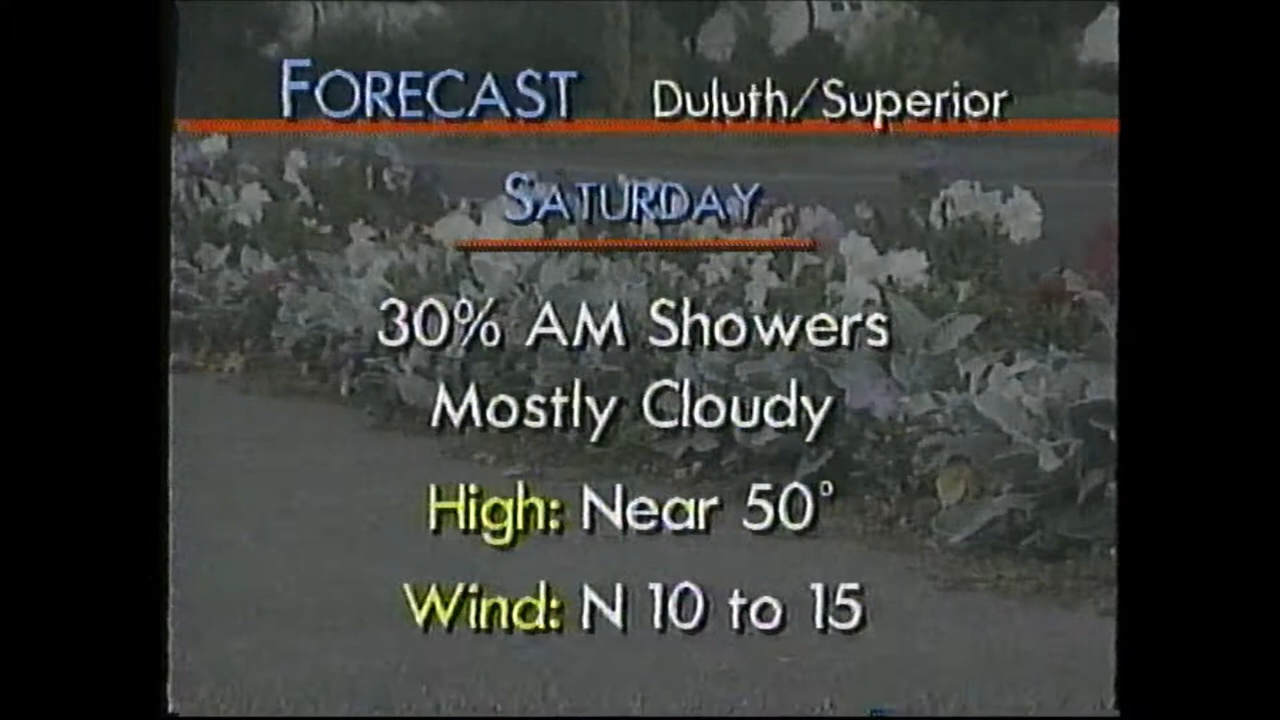 FORECAST Duluth/Superior
SATURDAY
30% AM Showers
Mostly Cloudy
High: Near 50°
Wind: N 10 to 15